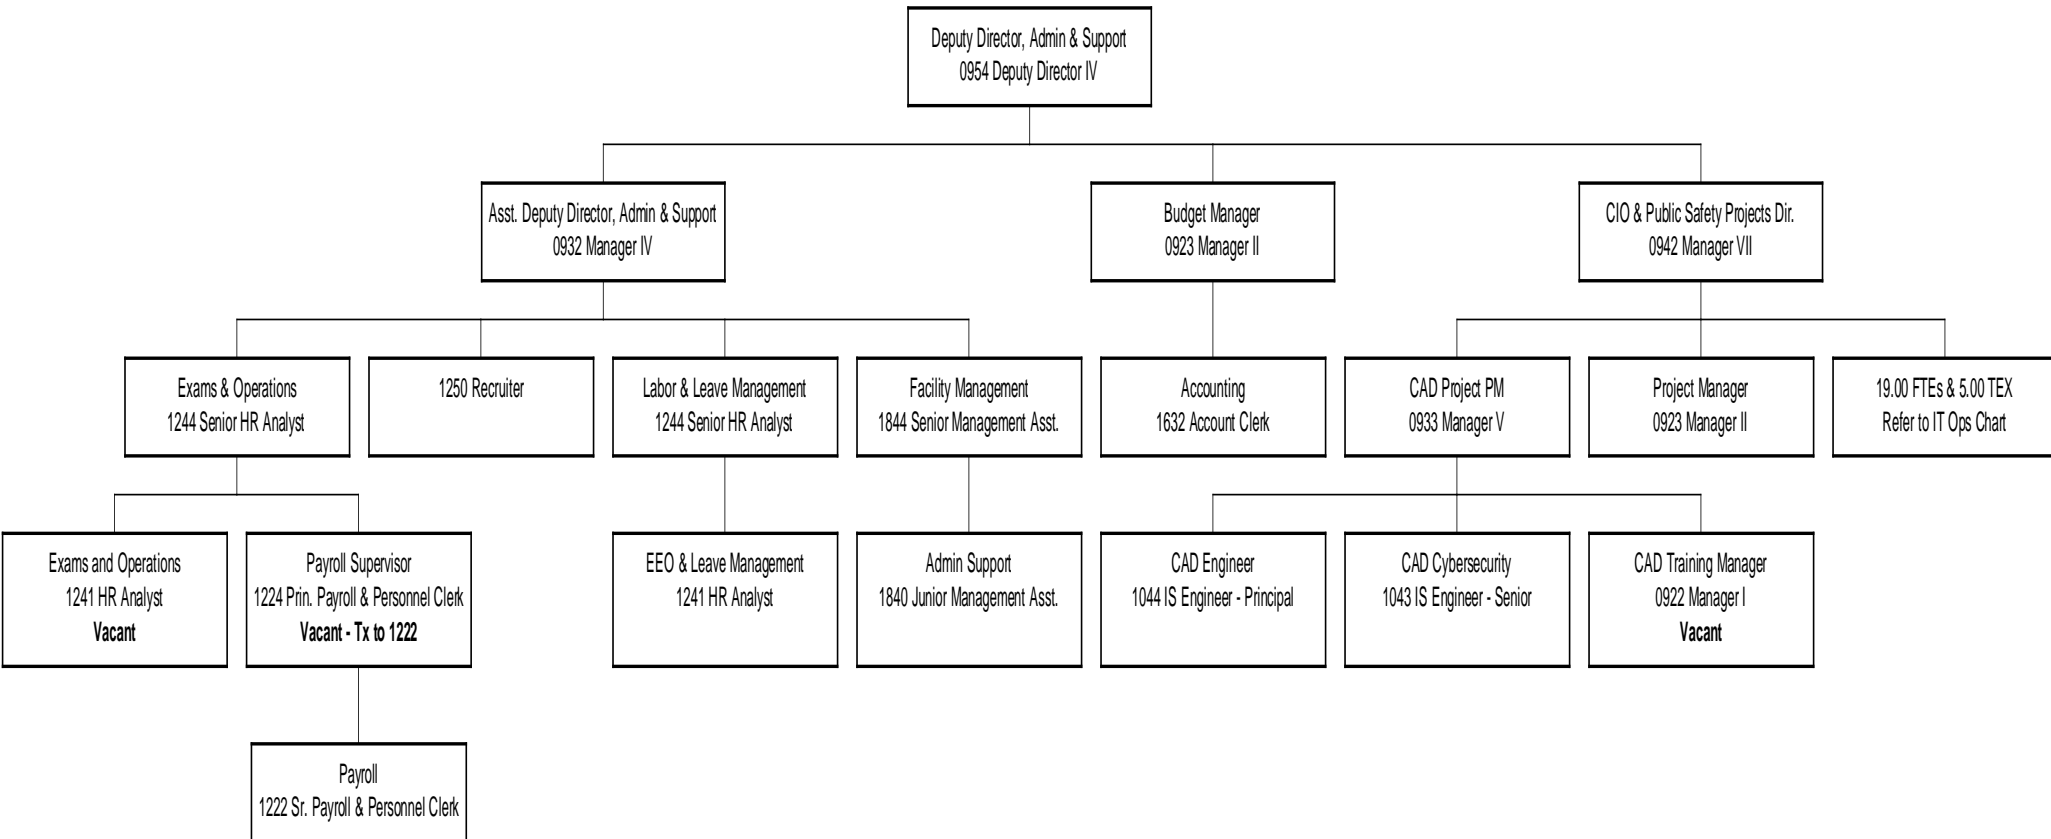 Deputy Director, Admin & Support
0954 Deputy Director IV
Asst. Deputy Director, Admin & Support
0932 Manager IV
Budget Manager
0923 Manager II
CIO & Public Safety Projects Dir.
0942 Manager VII
Exams & Operations
1244 Senior HR Analyst
1250 Recruiter
Labor & Leave Management
1244 Senior HR Analyst
Facility Management
1844 Senior Management Asst.
Accounting
1632 Account Clerk
CAD Project PM
0933 Manager V
Project Manager
0923 Manager II
19.00 FTEs & 5.00 TEX
Refer to IT Ops Chart
Exams and Operations
1241 HR Analyst
Vacant
Payroll Supervisor
1224 Prin. Payroll & Personnel Clerk
Vacant - Tx to 1222
EEO & Leave Management
1241 HR Analyst
Admin Support
1840 Junior Management Asst.
CAD Engineer
1044 IS Engineer - Principal
CAD Cybersecurity
1043 IS Engineer - Senior
CAD Training Manager
0922 Manager I
Vacant
Payroll
1222 Sr. Payroll & Personnel Clerk